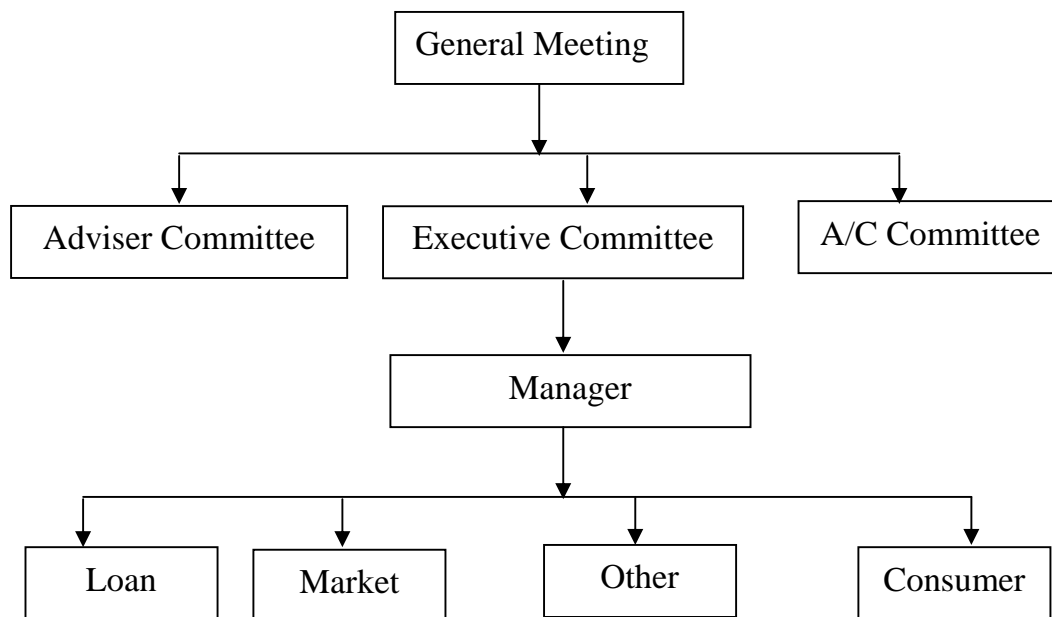 General Meeting
Adviser Committee
Executive Committee
A/C Committee
Manager
Loan
Market
Other
Consumer